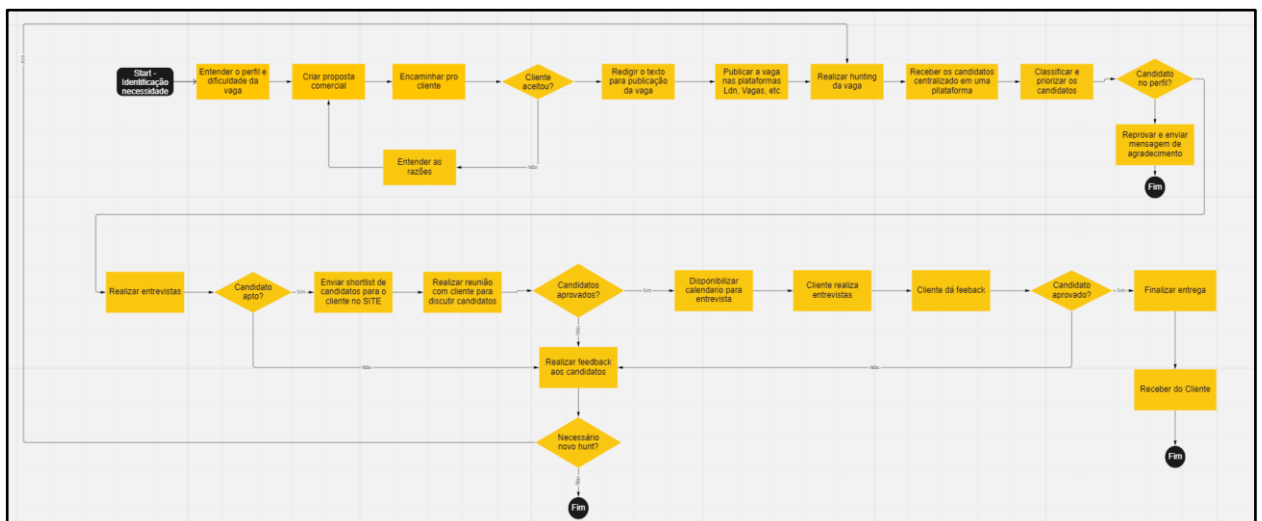 Start -
Identificação
necessidade
Entender o perfil e
dificuldade da
vaga
Criar proposta
comercial
Encaminhar pro
cliente
Cliente
aceitou?
Redigir o texto
para publicação
da vaga
Publicar a vaga
nas plataformas
Ldn, Vagas, etc
Realizar hunting
da vaga
Receber os candidatos
centralizado em uma
pliataforma
Classificar e
priorizar os
candidatos
Candidato
no perfil?
Não
Entender as
razões
Reprovar e enviar
mensagem de
agradecimento
Fim
Realizar entrevistas
Candidato
apto?
Sim
Enviar shortlist de
candidatos para o
cliente no SITE
Realizar reunião
com cliente para
discutir candidatos
Candidatos
aprovados?
Sim
Disponibilizar
calendario para
entrevista
Cliente realiza
entrevistas
Cliente dá feeback
Candidato
aprovado?
Sim
Finalizar entrega
Não
Não
Realizar feedback
aos candidatos
Não
Receber do Cliente
Necessário
novo hunt?
Fim
Não
Fim